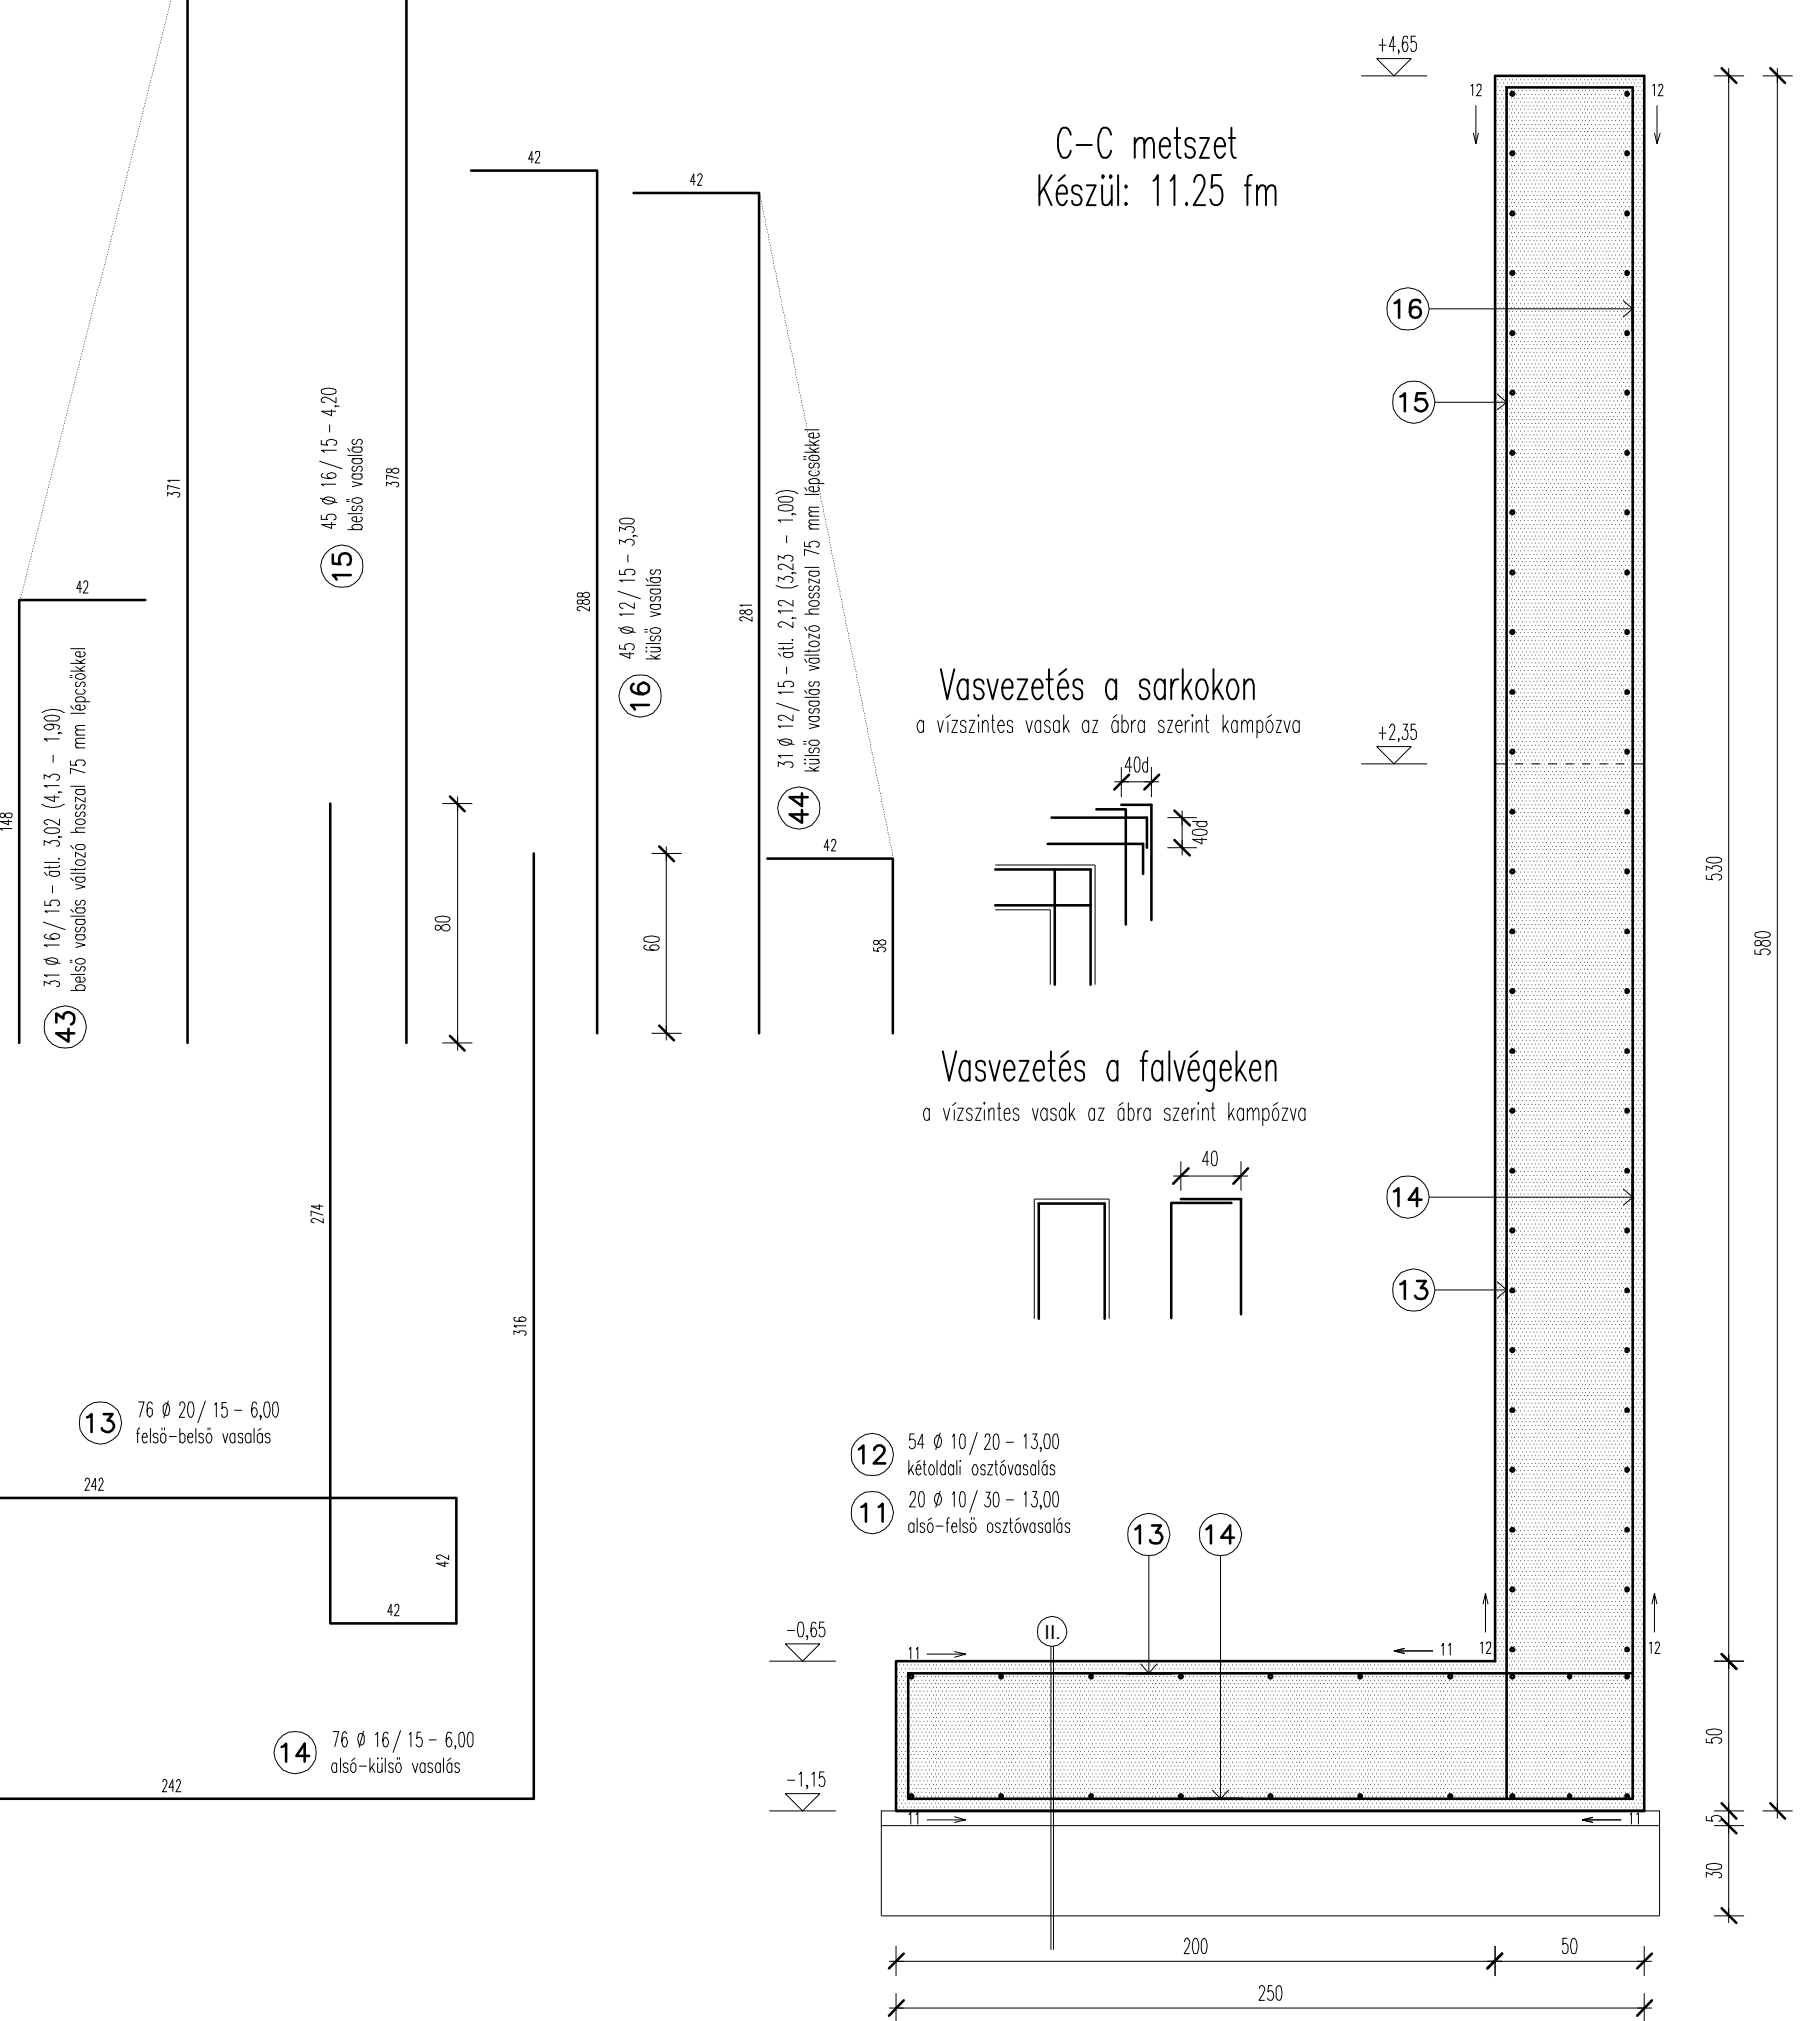 +4,65
12
12
C-C metszet
Készül: 11.25 fm
42
42
16
15
371
15
45 Ø 16/ 15 - 4,20
belső vasalás
378
288
16
45 Ø 12/ 15 - 3,30
külső vasalás
281
44
31 Ø 12/ 15 - átl. 2,12 (3,23 - 1,00)
külső vasalás változó hosszal 75 mm lépcsőkkel
42
148
43
31 Ø 16/ 15 - átl. 3,02 (4,13 - 1,90)
belső vasalás változó hosszal 75 mm lépcsőkkel
80
60
42
58
Vasvezetés a sarkokon
a vízszintes vasak az ábra szerint kampózva
40d
40d
+2,35
530
580
Vasvezetés a falvégeken
a vízszintes vasak az ábra szerint kampózva
40
14
13
274
316
13
76 Ø 20/ 15 - 6,00
felső-belső vasalás
242
42
42
12
54 Ø 10/ 20 - 13,00
kétoldali osztóvasalás
11
20 Ø 10/ 30 - 13,00
alsó-felső osztóvasalás
13
14
II.
-0,65
11
11
12
12
14
76 Ø 16/ 15 - 6,00
alsó-külső vasalás
242
-1,15
11
11
50
5
30
200
50
250